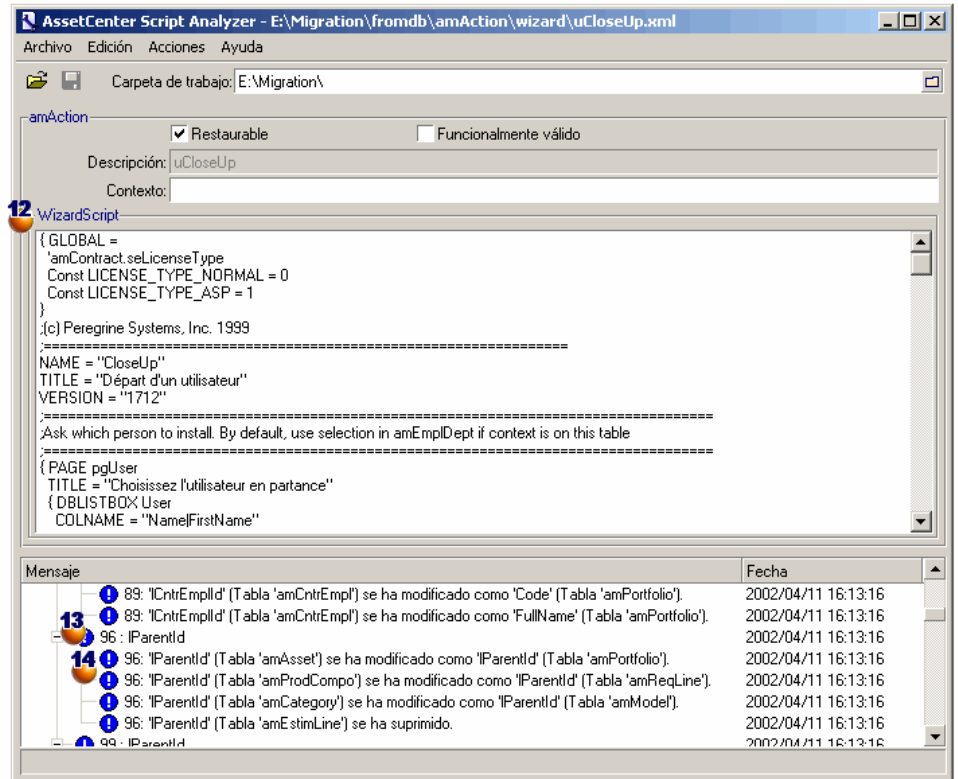 AssetCenter Script Analyzer - E:\Migration\fromdb\amAction\wizard\uCloseUp.xml
Archivo Edición Acciones Ayuda
Carpeta de trabajo: E:\Migration\
amAction
Restaurable Funcionalmente válido
Descripción: uCloseUp
Contexto:
12
WizardScript
{ GLOBAL =
'amContract.seLicenseType
Const LICENSE_TYPE_NORMAL = 0
Const LICENSE_TYPE_ASP = 1
}
;(c) Peregrine Systems, Inc. 1999
;==================================================================
NAME = "CloseUp"
TITLE = "Départ d'un utilisateur"
VERSION = "1712"
;====================================================================================
;Ask which person to install. By default, use selection in amEmplDept if context is on this table
;====================================================================================
{ PAGE pgUser
TITLE = "Choisissez l'utilisateur en partance"
{ DBLISTBOX User
COLNAME = "Name|FirstName"
Mensaje Fecha
89: 'lCntrEmplId' (Tabla 'amCntrEmpl') se ha modificado como 'Code' (Tabla 'amPortfolio'). 2002/04/11 16:13:16
89: 'lCntrEmplId' (Tabla 'amCntrEmpl') se ha modificado como 'FullName' (Tabla 'amPortfolio'). 2002/04/11 16:13:16
13
96 : lParentId 2002/04/11 16:13:16
14
96: 'lParentId' (Tabla 'amAsset') se ha modificado como 'lParentId' (Tabla 'amPortfolio'). 2002/04/11 16:13:16
96: 'lParentId' (Tabla 'amProdCompo') se ha modificado como 'lParentId' (Tabla 'amReqLine'). 2002/04/11 16:13:16
96: 'lParentId' (Tabla 'amCategory') se ha modificado como 'lParentId' (Tabla 'amModel'). 2002/04/11 16:13:16
96: 'lParentId' (Tabla 'amEstimLine') se ha suprimido. 2002/04/11 16:13:16
99 : lParentId 2002/04/11 16:13:16